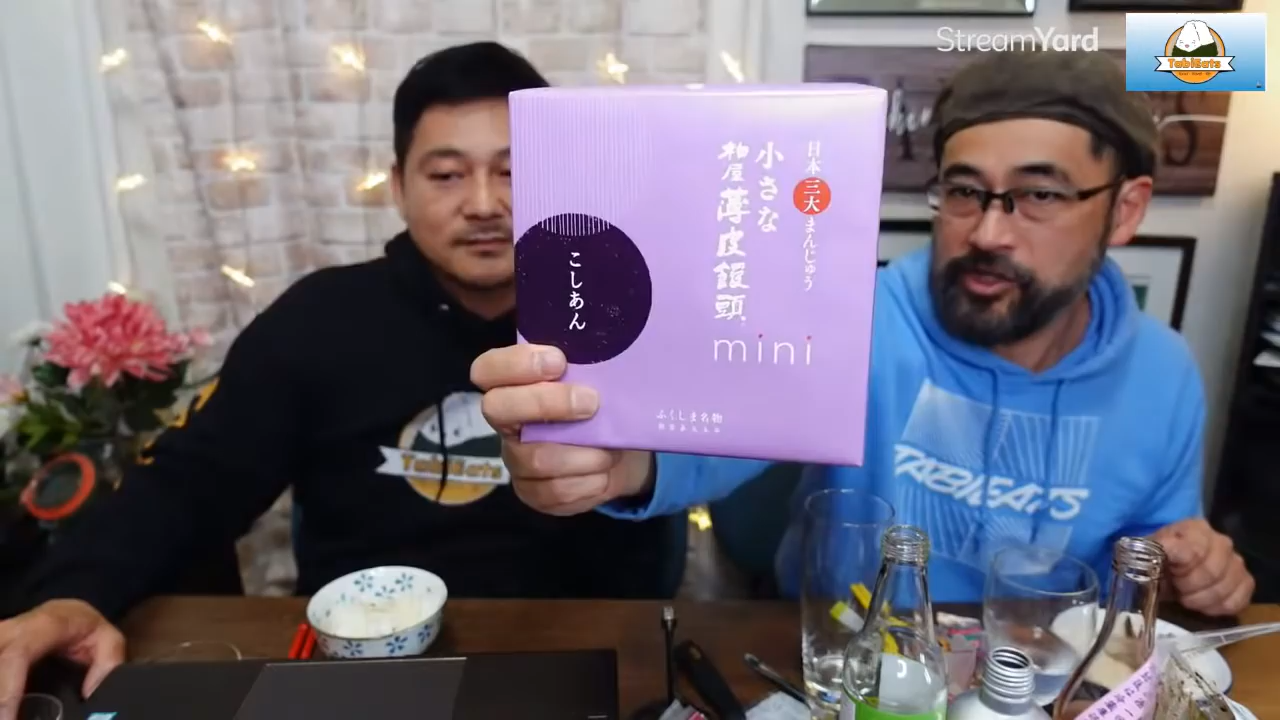 StreamYard
TabiEats
日本三大まんじゅう
小さな
柏屋薄皮饅頭
mini
こしあん
ふくしま名物
TabiEats
TABIEATS